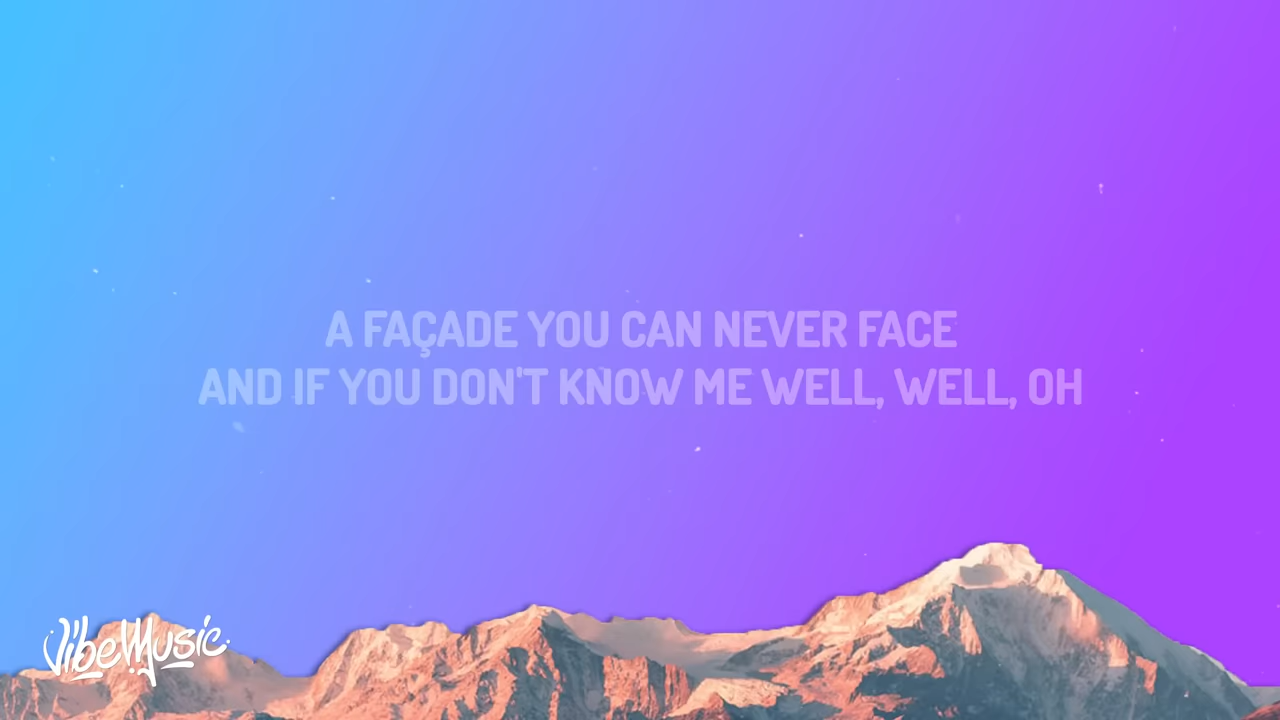 A FAÇADE YOU CAN NEVER FACE
AND IF YOU DON'T KNOW ME WELL, WELL, OH
VibeMusic